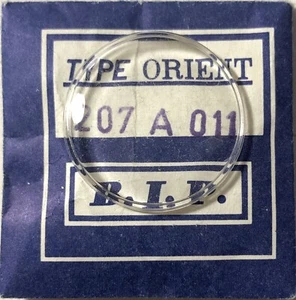 TYPE ORIENT
207 A 011
B.I.F.